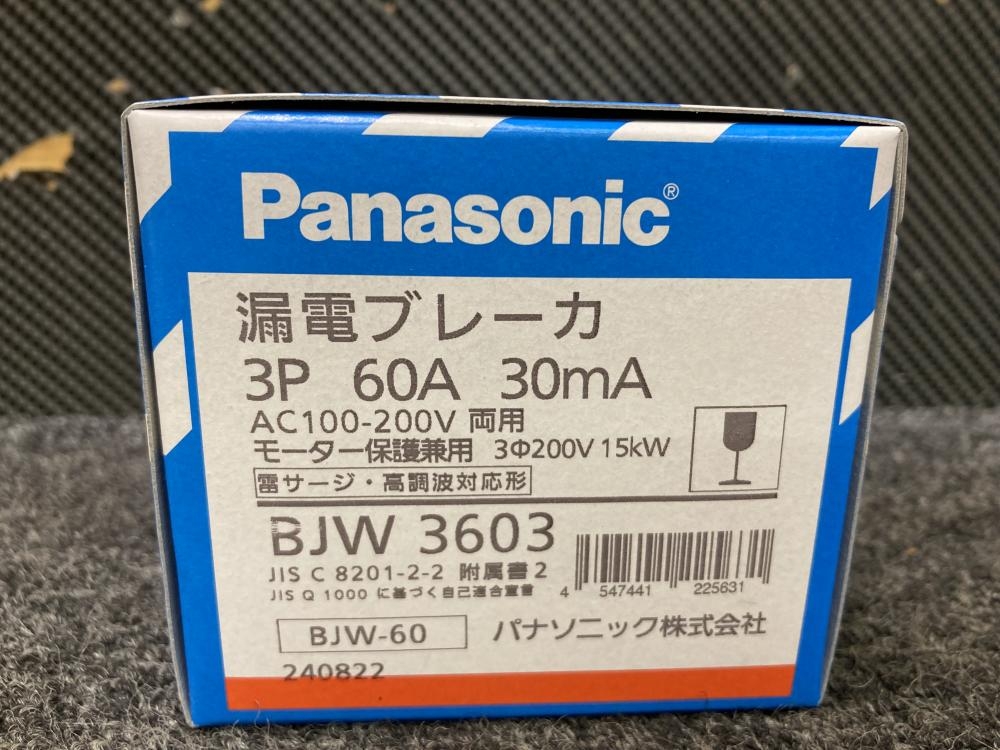 Panasonic®
漏電ブレーカ
3P 60A 30mA
AC100-200V 両用
モーター保護兼用 3Φ200V 15kW
雷サージ・高調波対応形
BJW 3603
JIS C 8201-2-2 附属書2
JIS Q 1000 に基づく自己適合宣言
4 547441 225631
BJW-60
パナソニック株式会社
240822